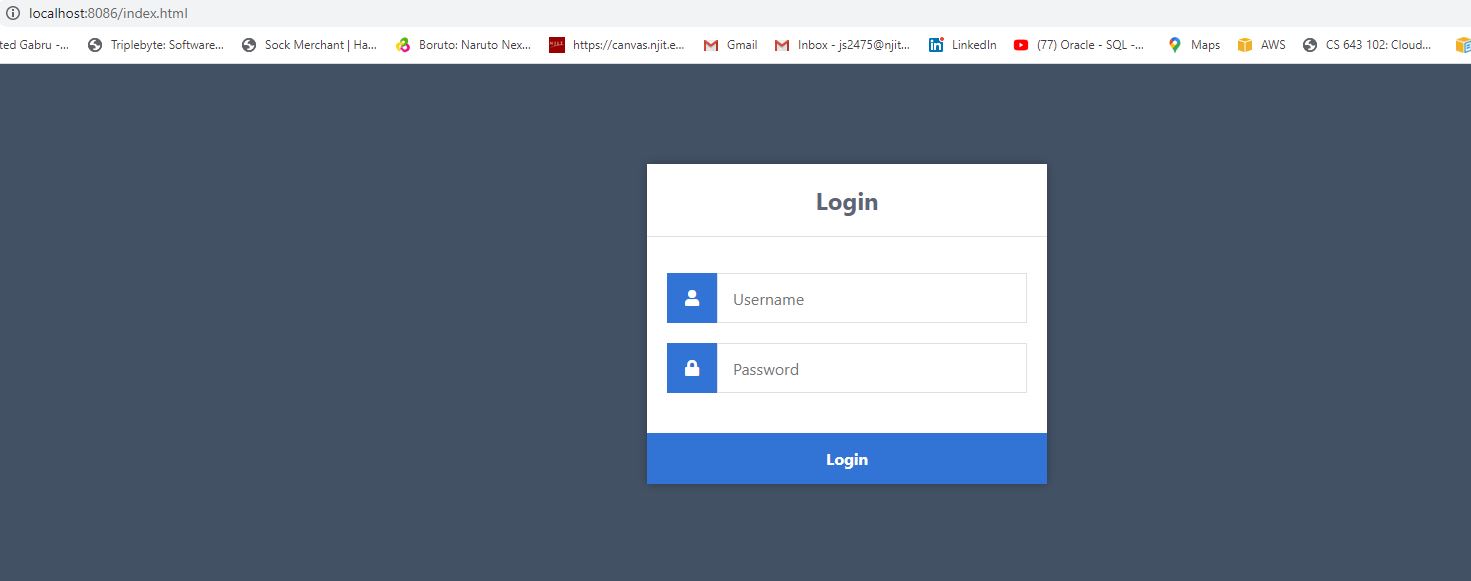 localhost:8086/index.html
ted Gabru -... Triplebyte: Software... Sock Merchant | Ha... Boruto: Naruto Nex... https://canvas.njit.e... Gmail Inbox - js2475@njit... LinkedIn (77) Oracle - SQL -... Maps AWS CS 643 102: Cloud...
Login
Username
Password
Login